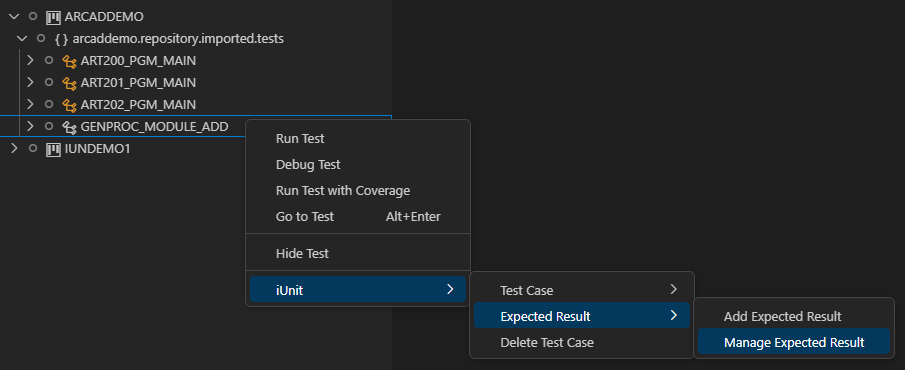 ARCADDEMO
{ } arcaddemo.repository.imported.tests
ART200_PGM_MAIN
ART201_PGM_MAIN
ART202_PGM_MAIN
GENPROC_MODULE_ADD
IUNDEMO1
Run Test
Debug Test
Run Test with Coverage
Go to Test Alt+Enter
Hide Test
iUnit
Test Case
Expected Result
Delete Test Case
Add Expected Result
Manage Expected Result